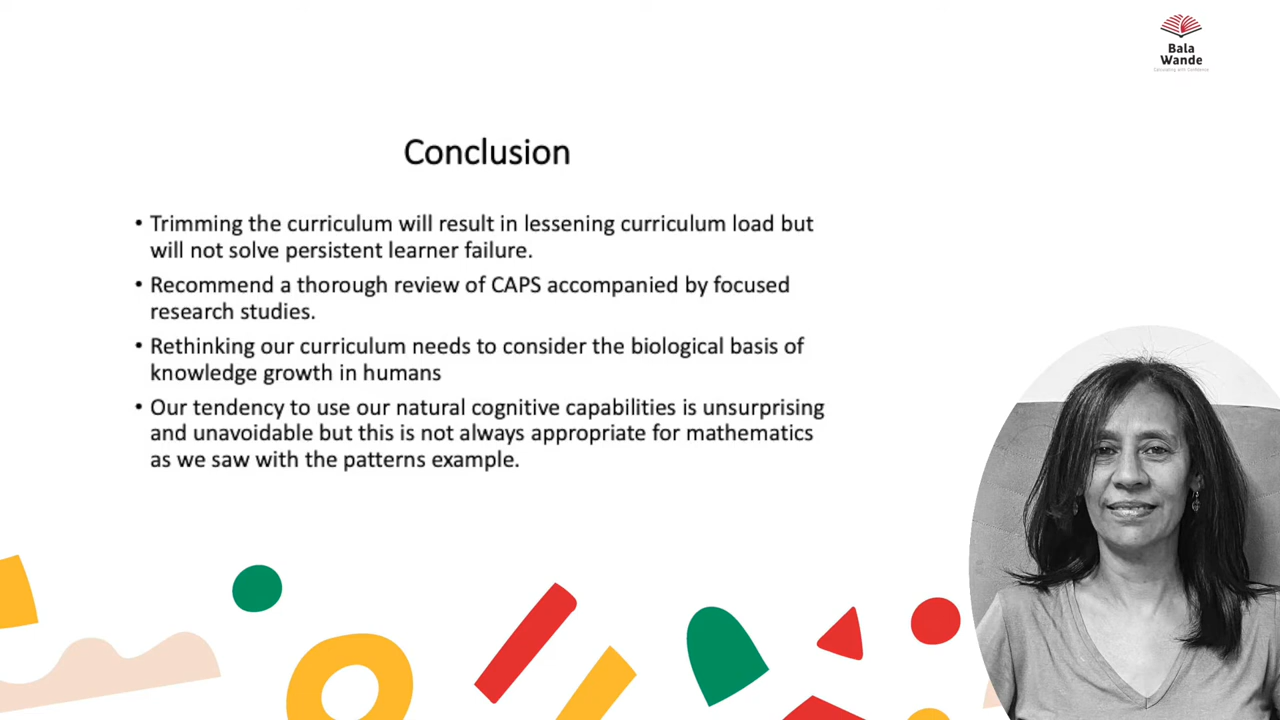 Bala
Wande
Calculating with Confidence
Conclusion
• Trimming the curriculum will result in lessening curriculum load but
will not solve persistent learner failure.
• Recommend a thorough review of CAPS accompanied by focused
research studies.
• Rethinking our curriculum needs to consider the biological basis of
knowledge growth in humans
• Our tendency to use our natural cognitive capabilities is unsurprising
and unavoidable but this is not always appropriate for mathematics
as we saw with the patterns example.